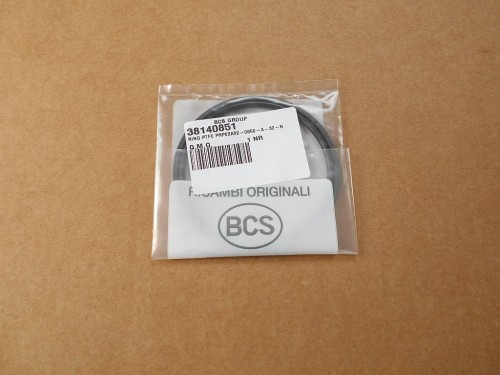 BCS GROUP
38140851
RING PTFE
O.M.O 1 NR
RICAMBI ORIGINALI
BCS